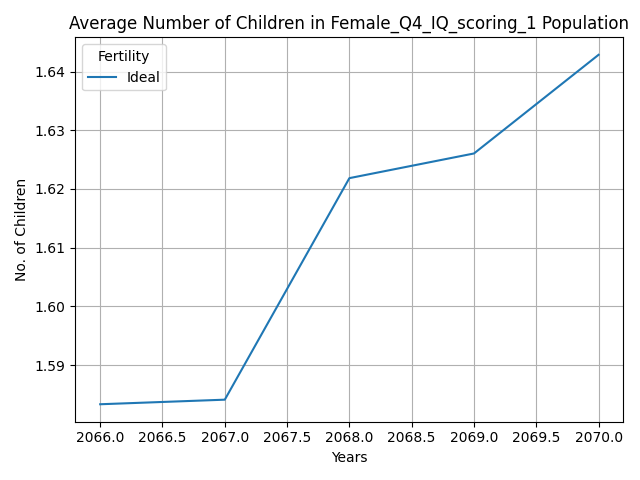 Average Number of Children in Female_Q4_IQ_scoring_1 Population
Fertility
Ideal
No. of Children
1.64
1.63
1.62
1.61
1.60
1.59
2066.0 2066.5 2067.0 2067.5 2068.0 2068.5 2069.0 2069.5 2070.0
Years